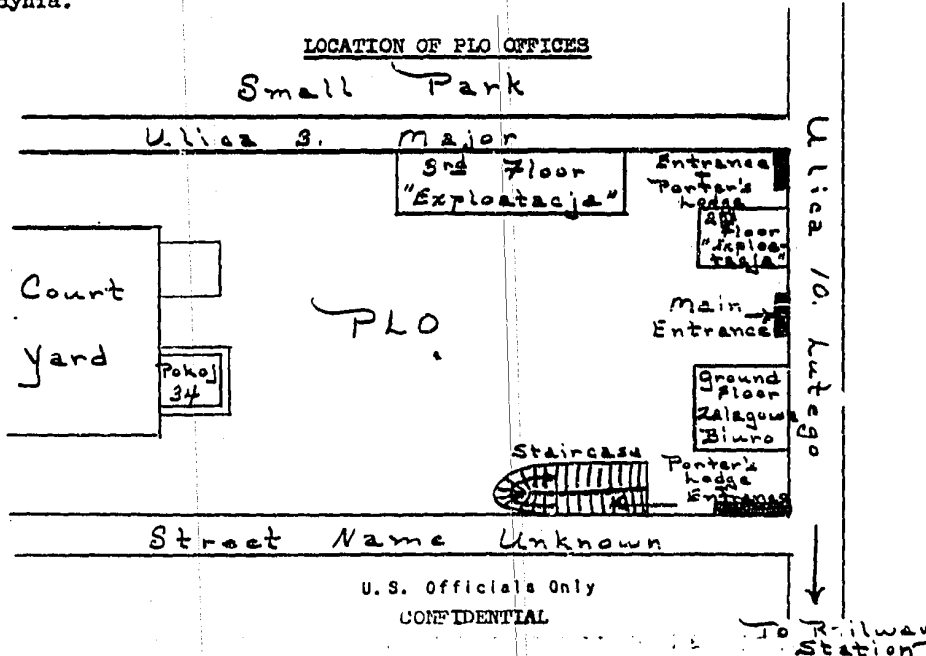 dynia.
LOCATION OF PLO OFFICES
Small Park
Ulica 3. Major
3rd Floor
"Exploatacja"
Entrance
+
Porter's
Lodge
2nd
Floor
"Exploa-
tacja"
Ulica 10. Lutego
Court
Yard
PLO
Main
Entrance
Pokoj
34
Ground
Floor
Zalagowe
Biuro
Staircase
Porter's
Lodge
Entrance
Street Name Unknown
U.S. Officials Only
CONFIDENTIAL
To Railway
Station